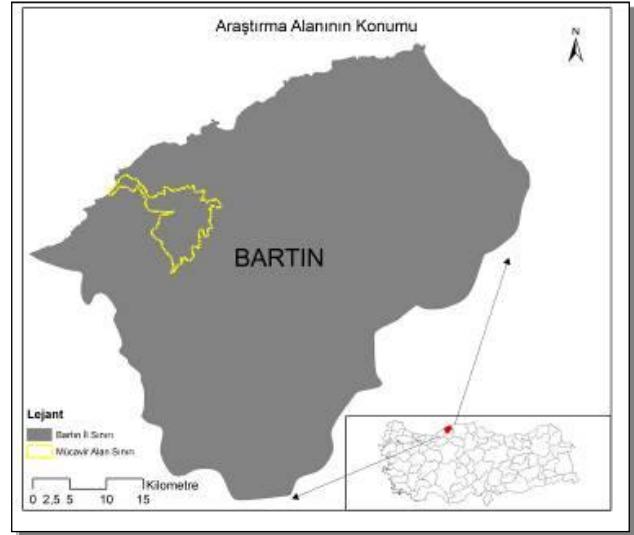 Araştırma Alanının Konumu
N
BARTIN
Lejant
Bartın İl Sınırı
Mücavir Alan Sınırı
Kilometre
0 2,5 5 10 15